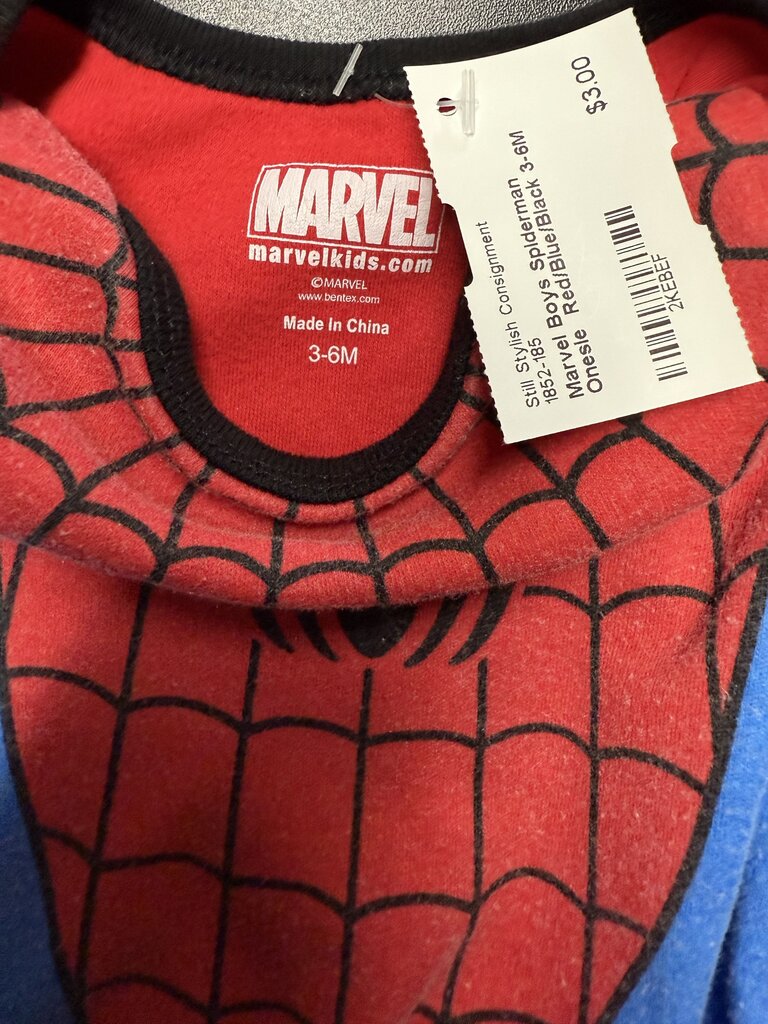 MARVEL
marvelkids.com
©MARVEL
www.bentex.com
Made In China
3-6M
Still Stylish Consignment
1852-185
Marvel Boys Spiderman
Onesie Red/Blue/Black 3-6M
$3.00
2KEBEF